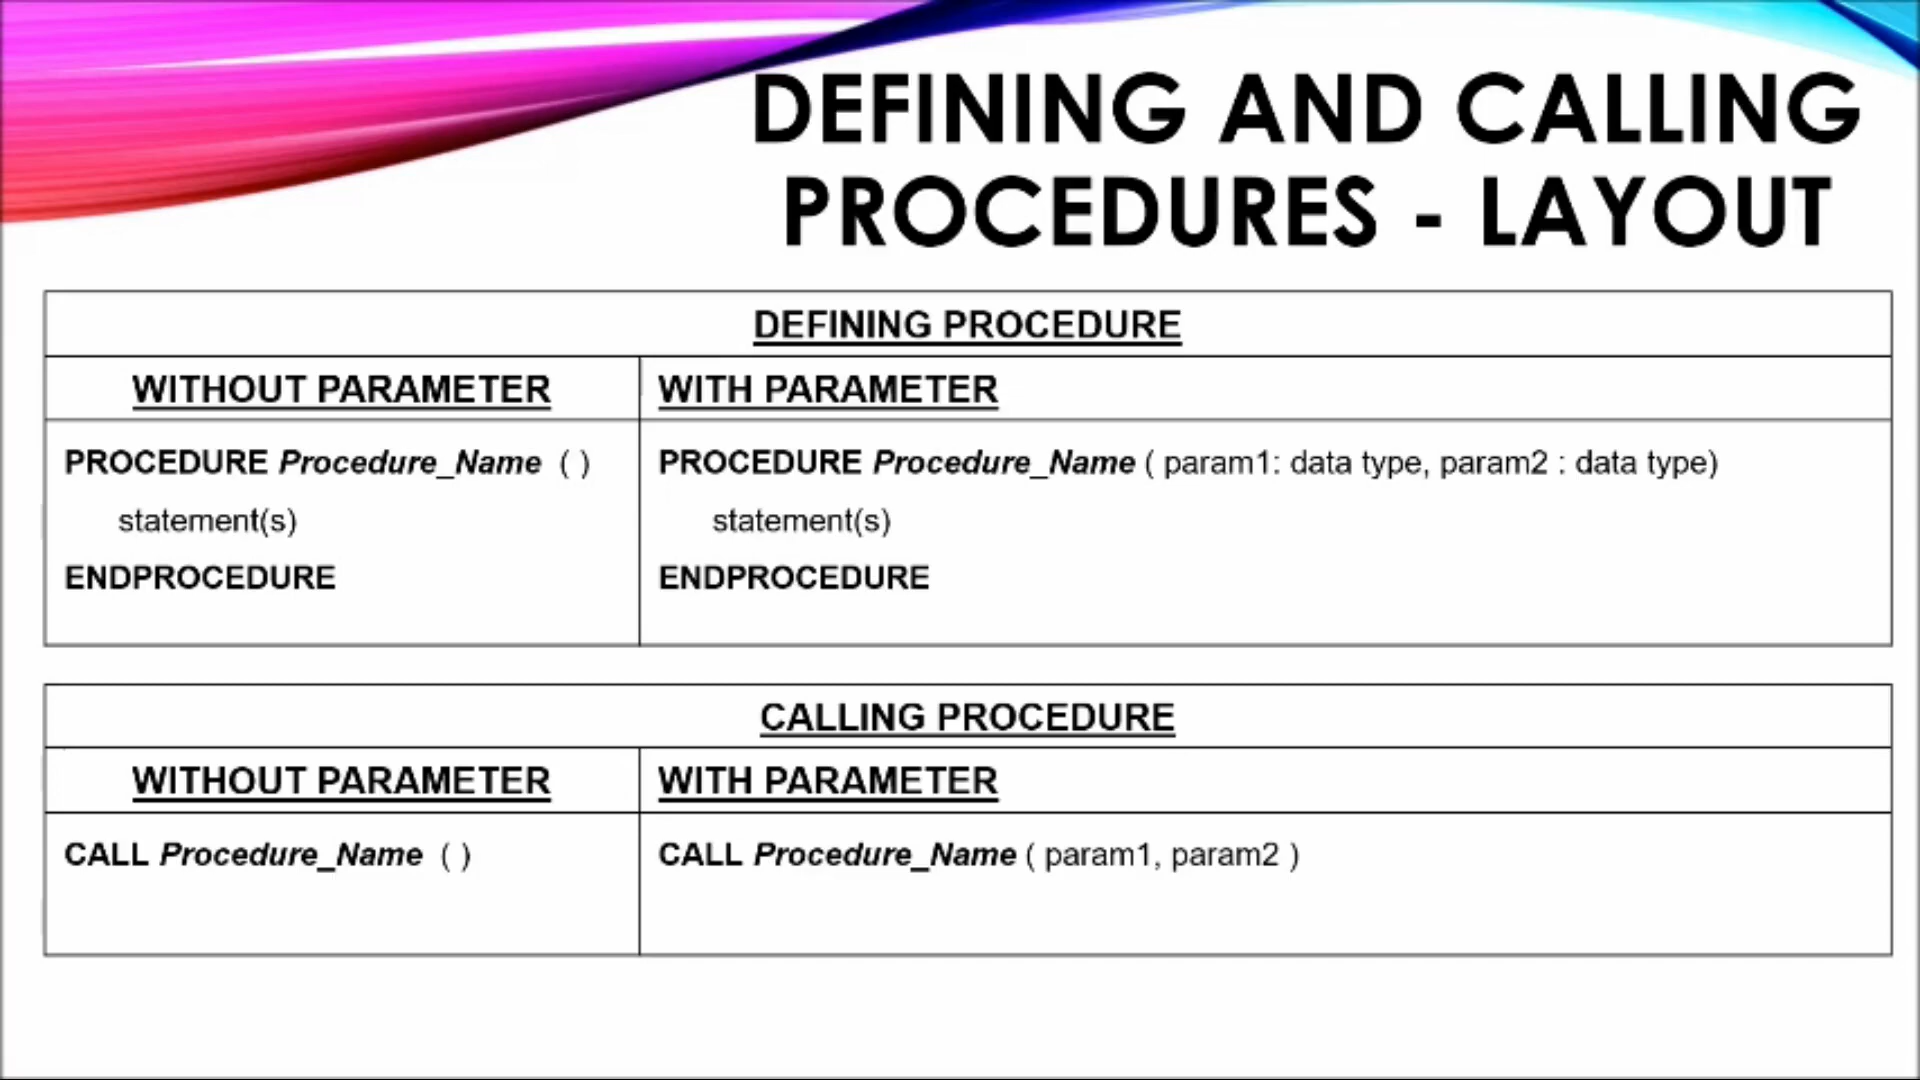 DEFINING AND CALLING
PROCEDURES - LAYOUT
DEFINING PROCEDURE
WITHOUT PARAMETER
WITH PARAMETER
PROCEDURE Procedure_Name ( )
statement(s)
ENDPROCEDURE
PROCEDURE Procedure_Name ( param1: data type, param2 : data type)
statement(s)
ENDPROCEDURE
CALLING PROCEDURE
WITHOUT PARAMETER
WITH PARAMETER
CALL Procedure_Name ( )
CALL Procedure_Name ( param1, param2 )